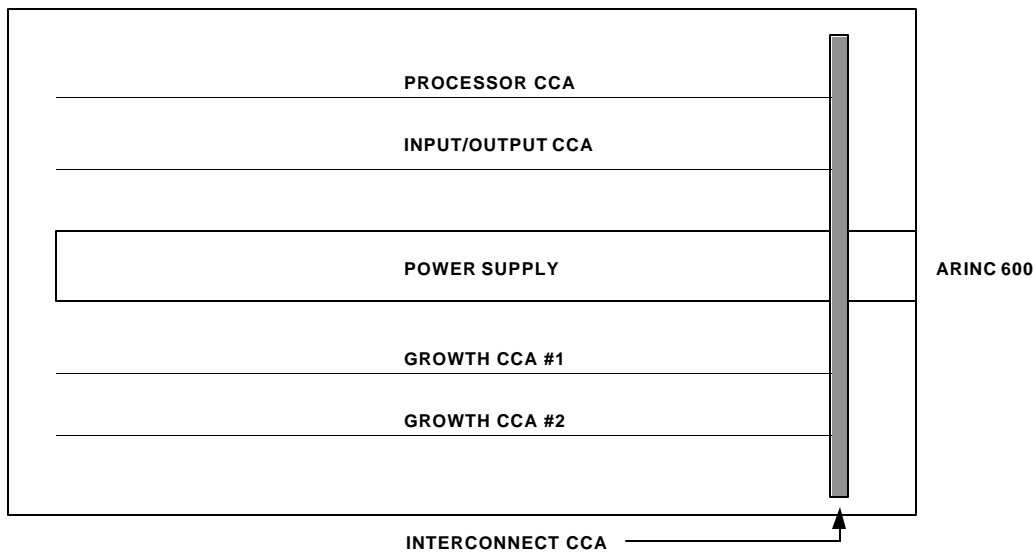 PROCESSOR CCA
INPUT/OUTPUT CCA
POWER SUPPLY
ARINC 600
GROWTH CCA #1
GROWTH CCA #2
INTERCONNECT CCA